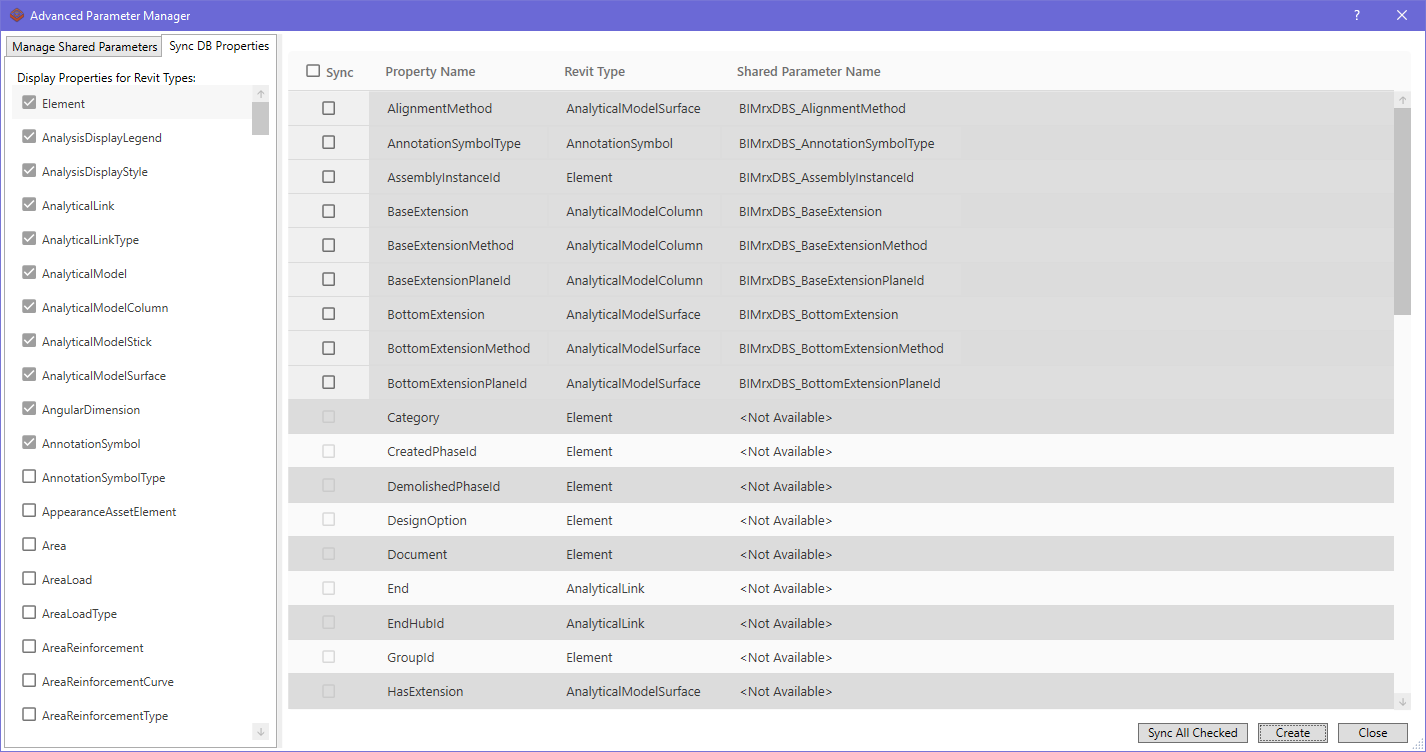 Advanced Parameter Manager
?
Manage Shared Parameters
Sync DB Properties
Display Properties for Revit Types:
Element
AnalysisDisplayLegend
AnalysisDisplayStyle
AnalyticalLink
AnalyticalLinkType
AnalyticalModel
AnalyticalModelColumn
AnalyticalModelStick
AnalyticalModelSurface
AngularDimension
AnnotationSymbol
AnnotationSymbolType
AppearanceAssetElement
Area
AreaLoad
AreaLoadType
AreaReinforcement
AreaReinforcementCurve
AreaReinforcementType
Sync Property Name Revit Type Shared Parameter Name
AlignmentMethod AnalyticalModelSurface BIMrxDBS_AlignmentMethod
AnnotationSymbolType AnnotationSymbol BIMrxDBS_AnnotationSymbolType
AssemblyInstanceId Element BIMrxDBS_AssemblyInstanceId
BaseExtension AnalyticalModelColumn BIMrxDBS_BaseExtension
BaseExtensionMethod AnalyticalModelColumn BIMrxDBS_BaseExtensionMethod
BaseExtensionPlaneId AnalyticalModelColumn BIMrxDBS_BaseExtensionPlaneId
BottomExtension AnalyticalModelSurface BIMrxDBS_BottomExtension
BottomExtensionMethod AnalyticalModelSurface BIMrxDBS_BottomExtensionMethod
BottomExtensionPlaneId AnalyticalModelSurface BIMrxDBS_BottomExtensionPlaneId
Category Element <Not Available>
CreatedPhaseId Element <Not Available>
DemolishedPhaseId Element <Not Available>
DesignOption Element <Not Available>
Document Element <Not Available>
End AnalyticalLink <Not Available>
EndHubId AnalyticalLink <Not Available>
GroupId Element <Not Available>
HasExtension AnalyticalModelSurface <Not Available>
Sync All Checked
Create
Close